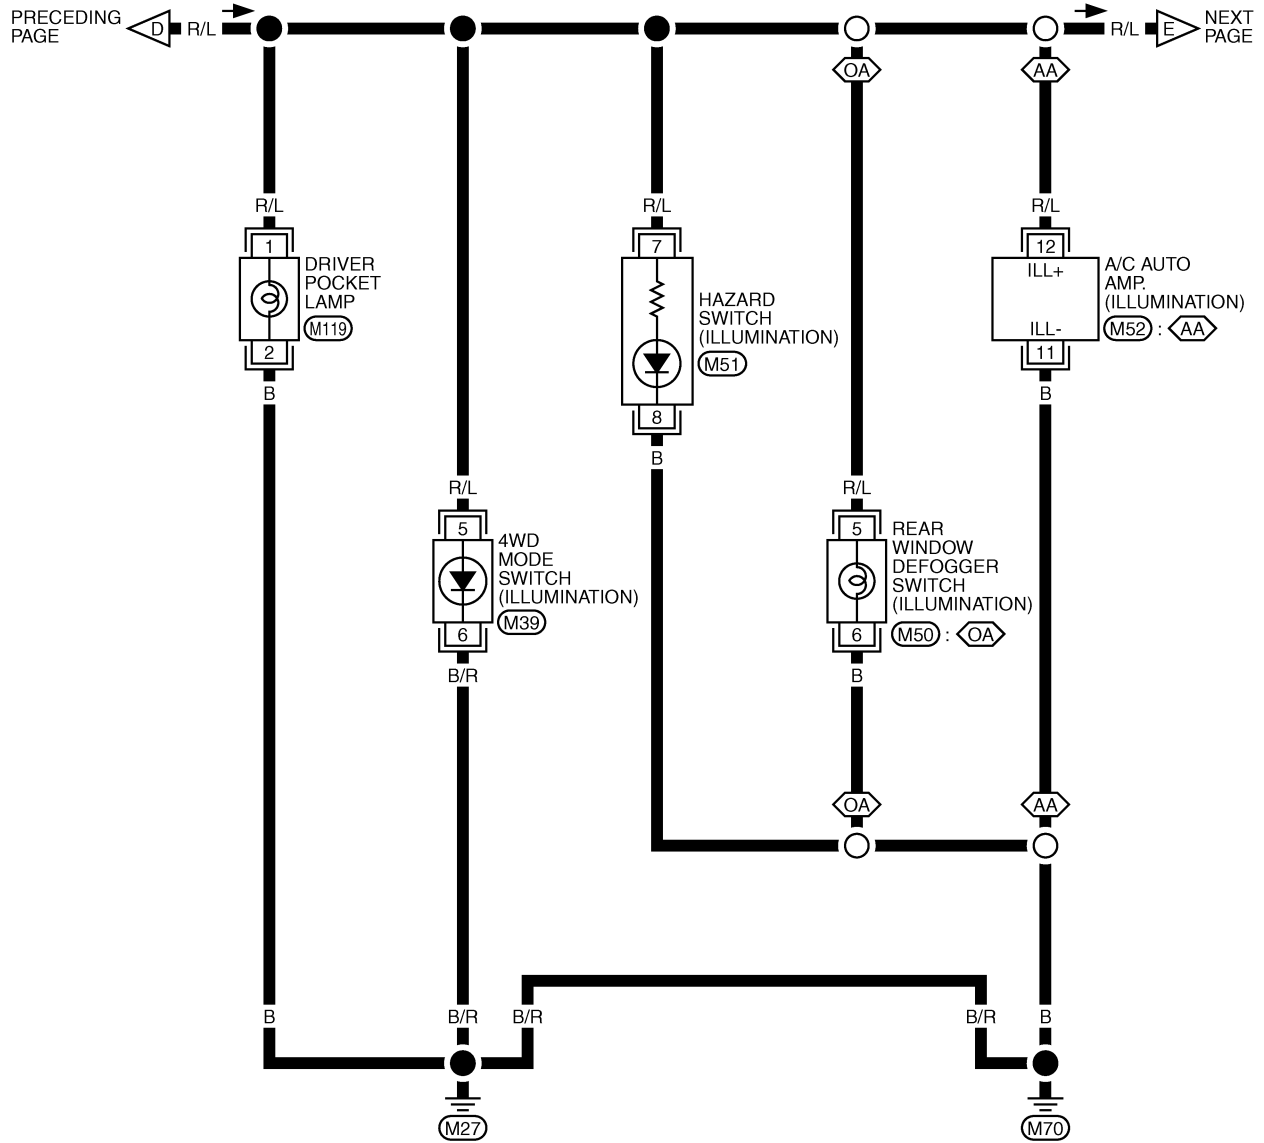 PRECEDING
PAGE
D
R/L
R/L
E
NEXT
PAGE
OA
AA
R/L
R/L
R/L
1
DRIVER
POCKET
LAMP
M119
2
B
7
HAZARD
SWITCH
(ILLUMINATION)
M51
8
B
12
ILL+
ILL-
11
A/C AUTO
AMP.
(ILLUMINATION)
M52 : AA
B
R/L
5
4WD
MODE
SWITCH
(ILLUMINATION)
M39
6
B/R
R/L
5
REAR
WINDOW
DEFOGGER
SWITCH
(ILLUMINATION)
M50 : OA
6
B
OA
AA
B
B/R
B/R
B/R
B
M27
M70